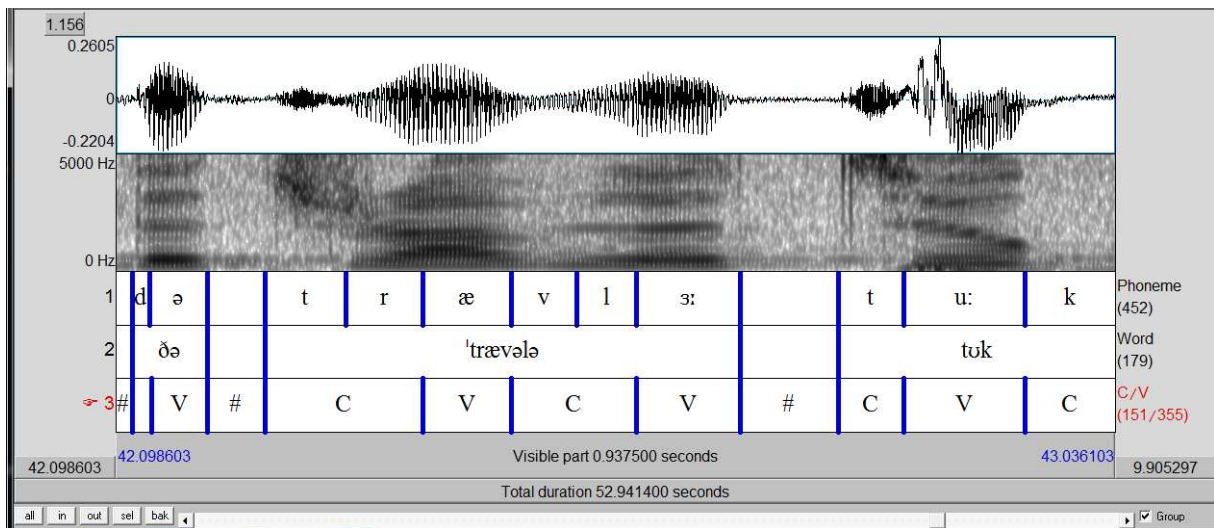 1.156
0.2605
0
-0.2204
5000 Hz
0 Hz
1 d ə t r æ v l ɜː t uː k Phoneme
(452)
2 ðə ˈtrævələ tʊk Word
(179)
☞ 3 # V # C V C V # C V C C/V
(151/355)
42.098603 42.098603 Visible part 0.937500 seconds 43.036103 9.905297
Total duration 52.941400 seconds
all in out sel bak Group